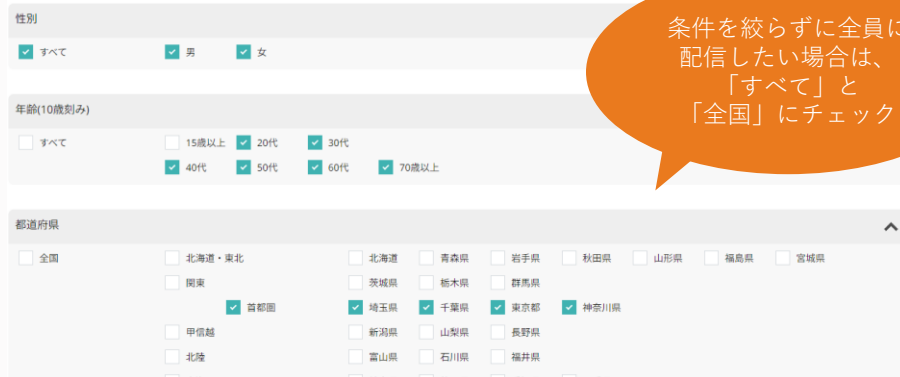 性別
すべて 男 女
条件を絞らずに全員に
配信したい場合は、
「すべて」と
「全国」にチェック
年齢(10歳刻み)
すべて 15歳以上 20代 30代
40代 50代 60代 70歳以上
都道府県
全国 北海道・東北 北海道 青森県 岩手県 秋田県 山形県 福島県 宮城県
関東 茨城県 栃木県 群馬県
首都圏 埼玉県 千葉県 東京都 神奈川県
甲信越 新潟県 山梨県 長野県
北陸 富山県 石川県 福井県